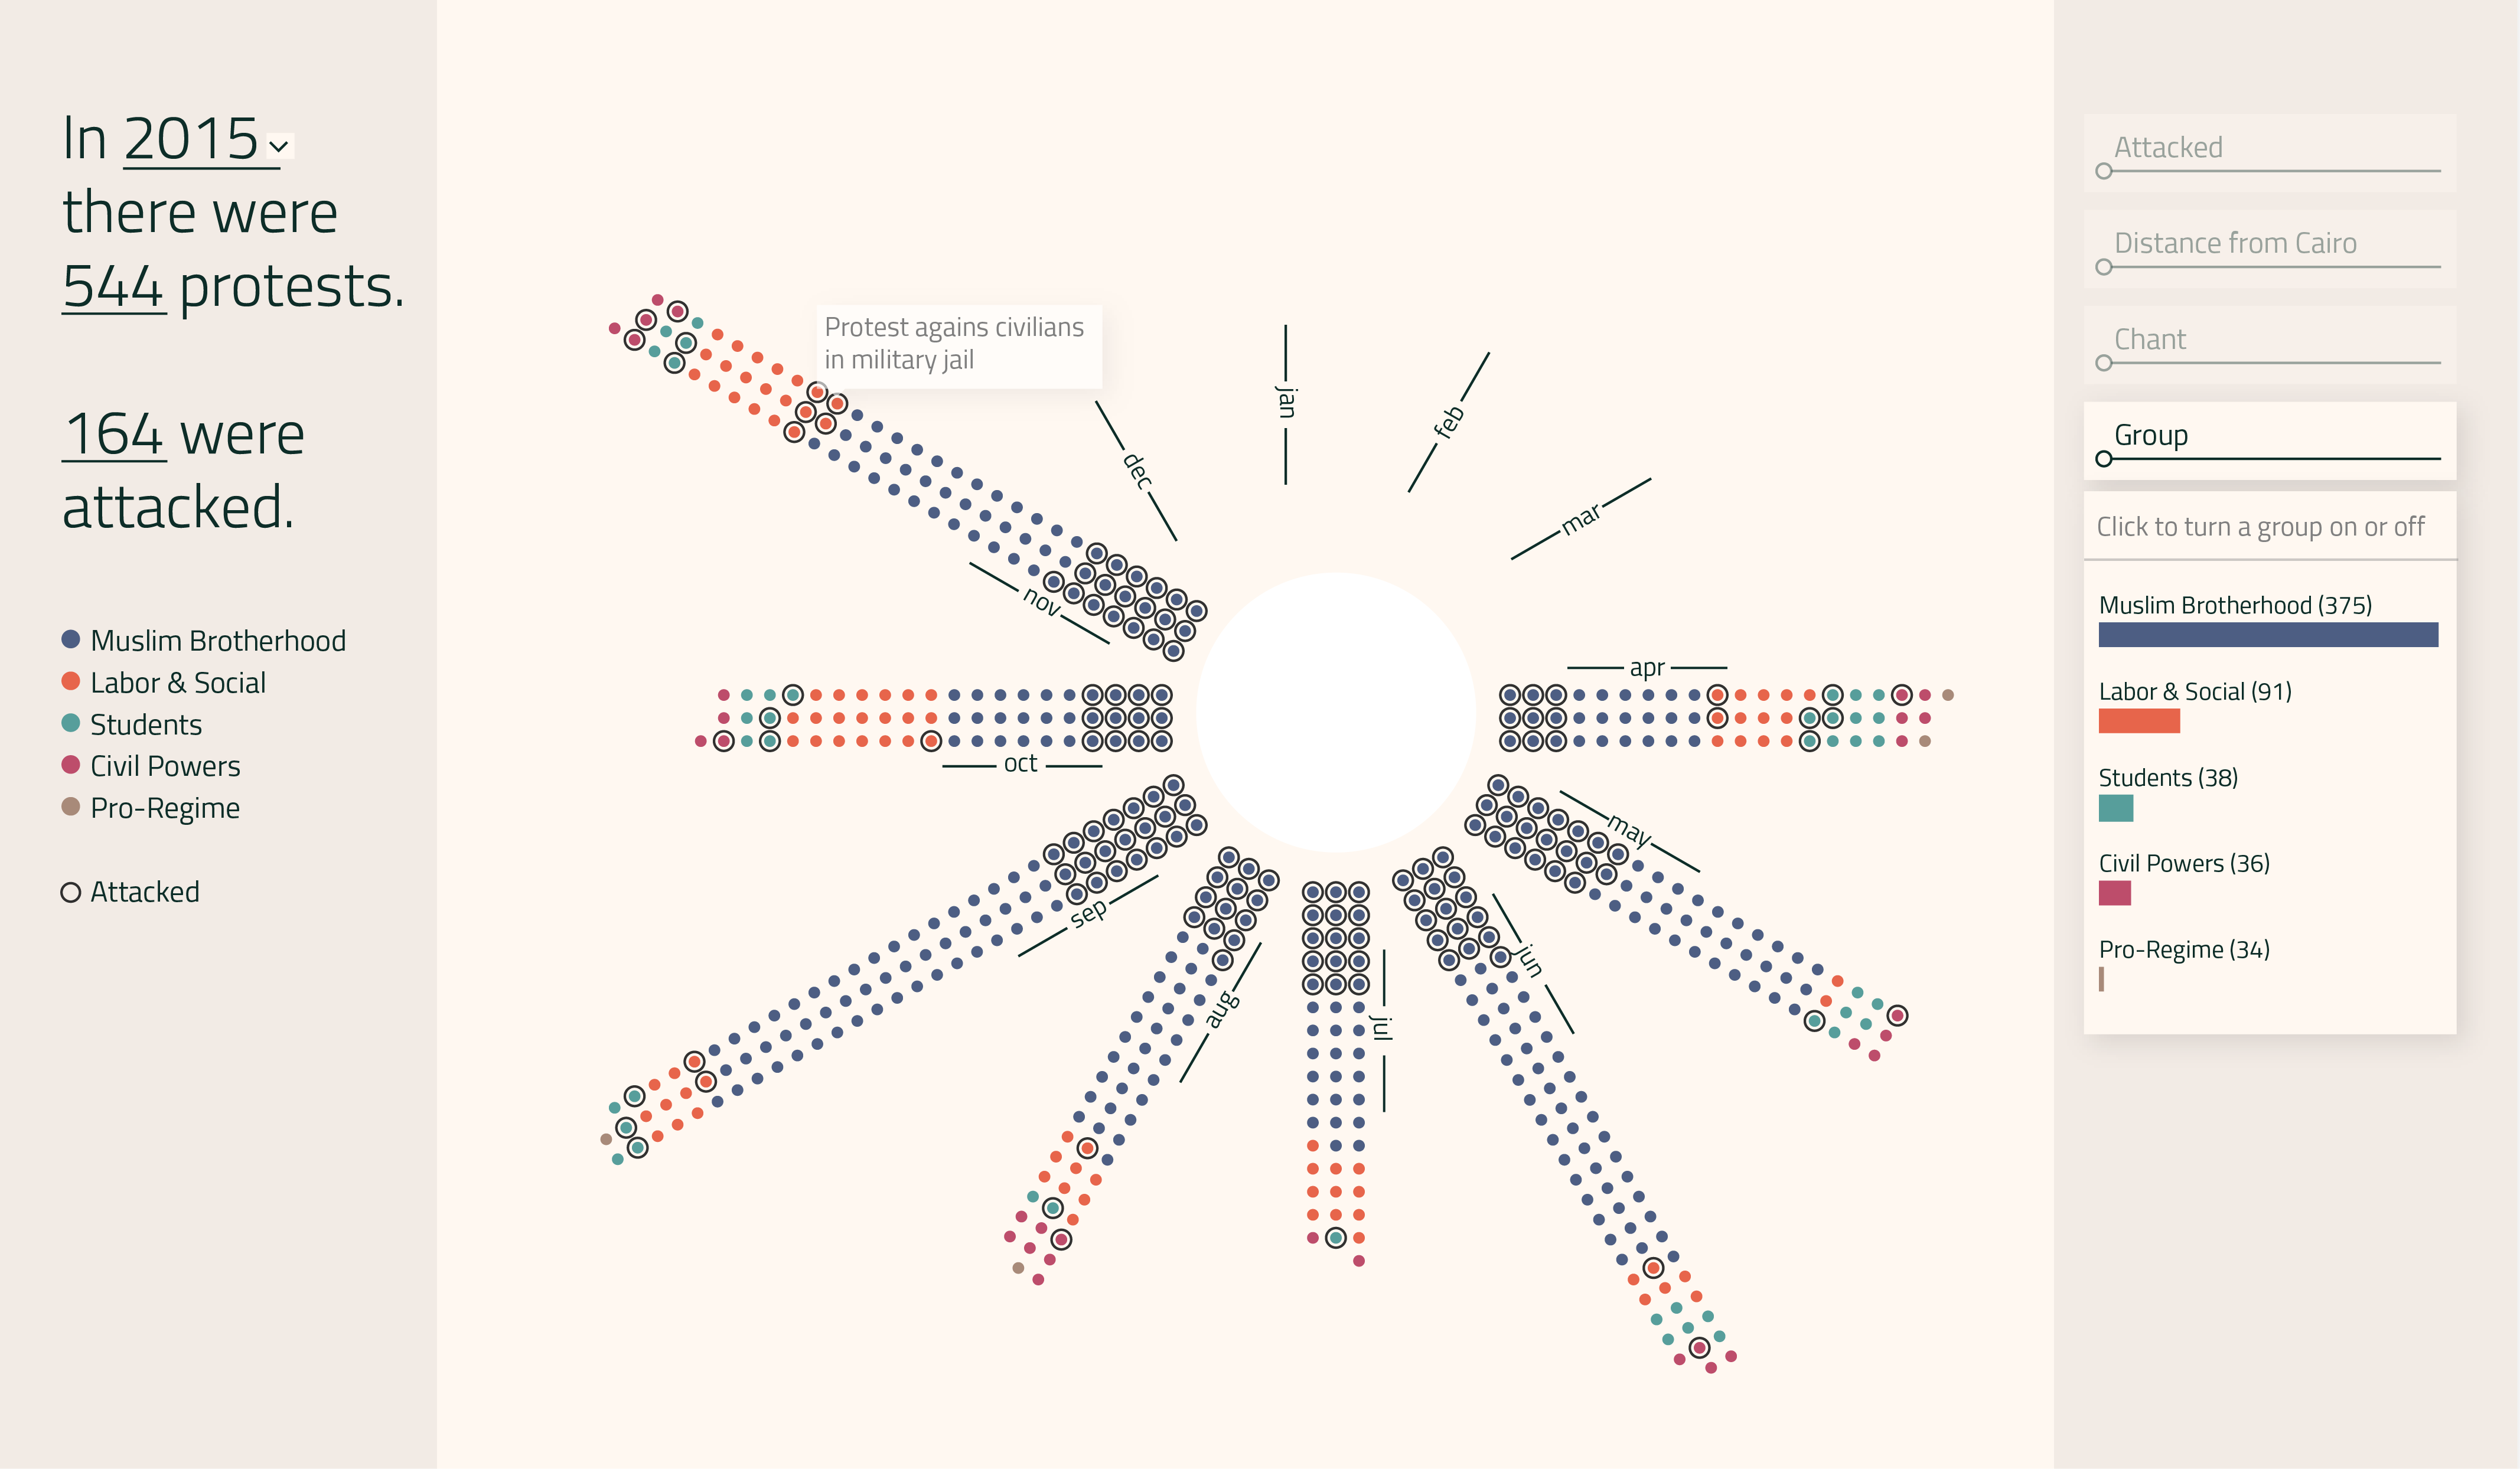 In 2015
there were
544 protests.
164 were
attacked.
Muslim Brotherhood
Labor & Social
Students
Civil Powers
Pro-Regime
Attacked
Protest agains civilians
in military jail
jan
feb
mar
apr
may
jun
jul
aug
sep
oct
nov
dec
Attacked
Distance from Cairo
Chant
Group
Click to turn a group on or off
Muslim Brotherhood (375)
Labor & Social (91)
Students (38)
Civil Powers (36)
Pro-Regime (34)